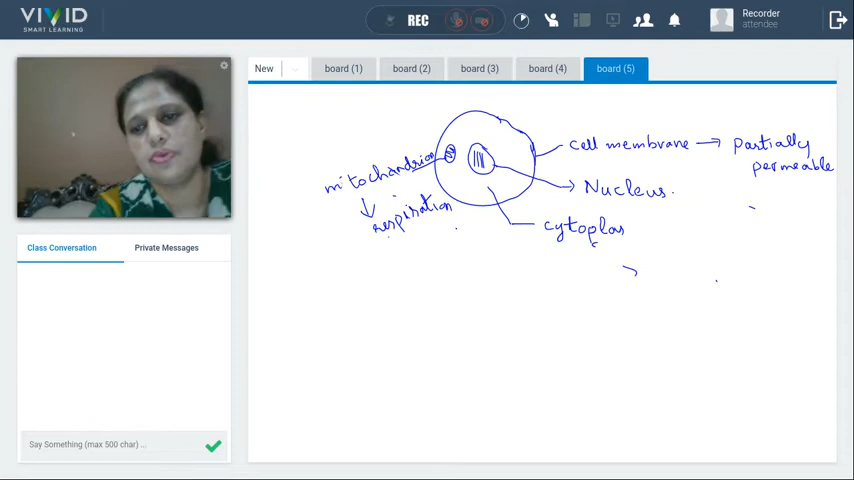 VIVID
SMART LEARNING
REC
Recorder
attendee
New
board (1)
board (2)
board (3)
board (4)
board (5)
cell membrane → partially
permeable
mitochondrion
Nucleus.
respiration
cytoplas
Class Conversation
Private Messages
Say Something (max 500 char) ...